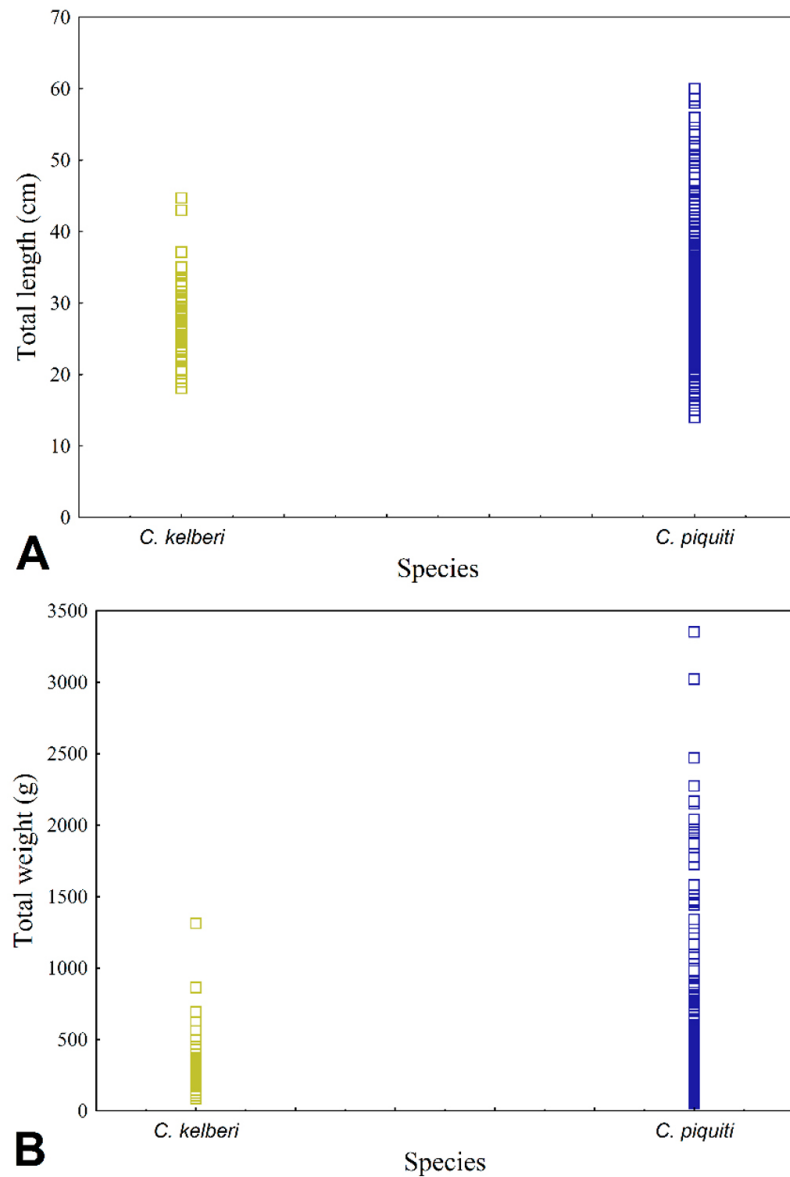 70
60
50
40
30
20
10
0
Total length (cm)
C. kelberi
C. piquiti
Species
A
3500
3000
2500
2000
1500
1000
500
0
Total weight (g)
C. kelberi
C. piquiti
Species
B